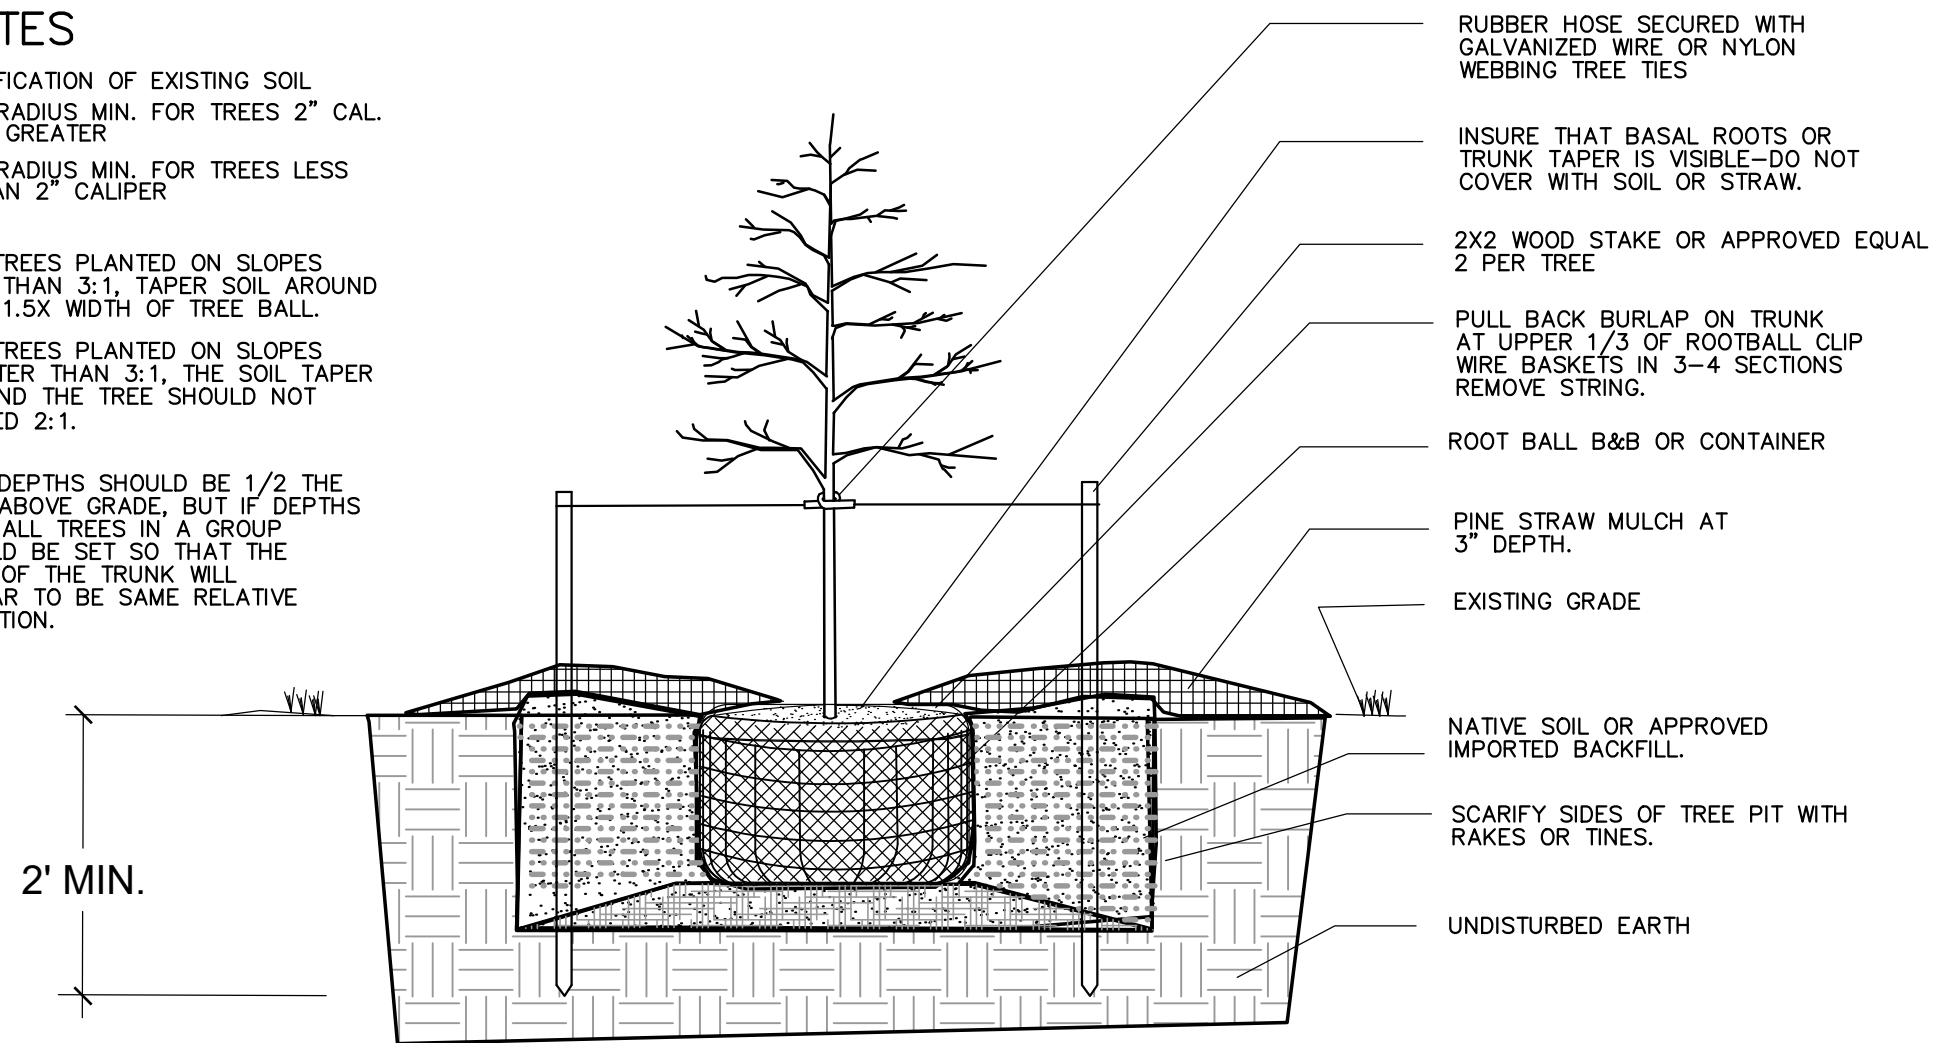 TES
FICATION OF EXISTING SOIL
RADIUS MIN. FOR TREES 2” CAL.
GREATER
RADIUS MIN. FOR TREES LESS
AN 2” CALIPER
TREES PLANTED ON SLOPES
THAN 3:1, TAPER SOIL AROUND
1.5X WIDTH OF TREE BALL.
TREES PLANTED ON SLOPES
TER THAN 3:1, THE SOIL TAPER
ND THE TREE SHOULD NOT
ED 2:1.
DEPTHS SHOULD BE 1/2 THE
ABOVE GRADE, BUT IF DEPTHS
ALL TREES IN A GROUP
LD BE SET SO THAT THE
OF THE TRUNK WILL
AR TO BE SAME RELATIVE
TION.
2' MIN.
RUBBER HOSE SECURED WITH
GALVANIZED WIRE OR NYLON
WEBBING TREE TIES
INSURE THAT BASAL ROOTS OR
TRUNK TAPER IS VISIBLE–DO NOT
COVER WITH SOIL OR STRAW.
2X2 WOOD STAKE OR APPROVED EQUAL
2 PER TREE
PULL BACK BURLAP ON TRUNK
AT UPPER 1/3 OF ROOTBALL CLIP
WIRE BASKETS IN 3–4 SECTIONS
REMOVE STRING.
ROOT BALL B&B OR CONTAINER
PINE STRAW MULCH AT
3” DEPTH.
EXISTING GRADE
NATIVE SOIL OR APPROVED
IMPORTED BACKFILL.
SCARIFY SIDES OF TREE PIT WITH
RAKES OR TINES.
UNDISTURBED EARTH